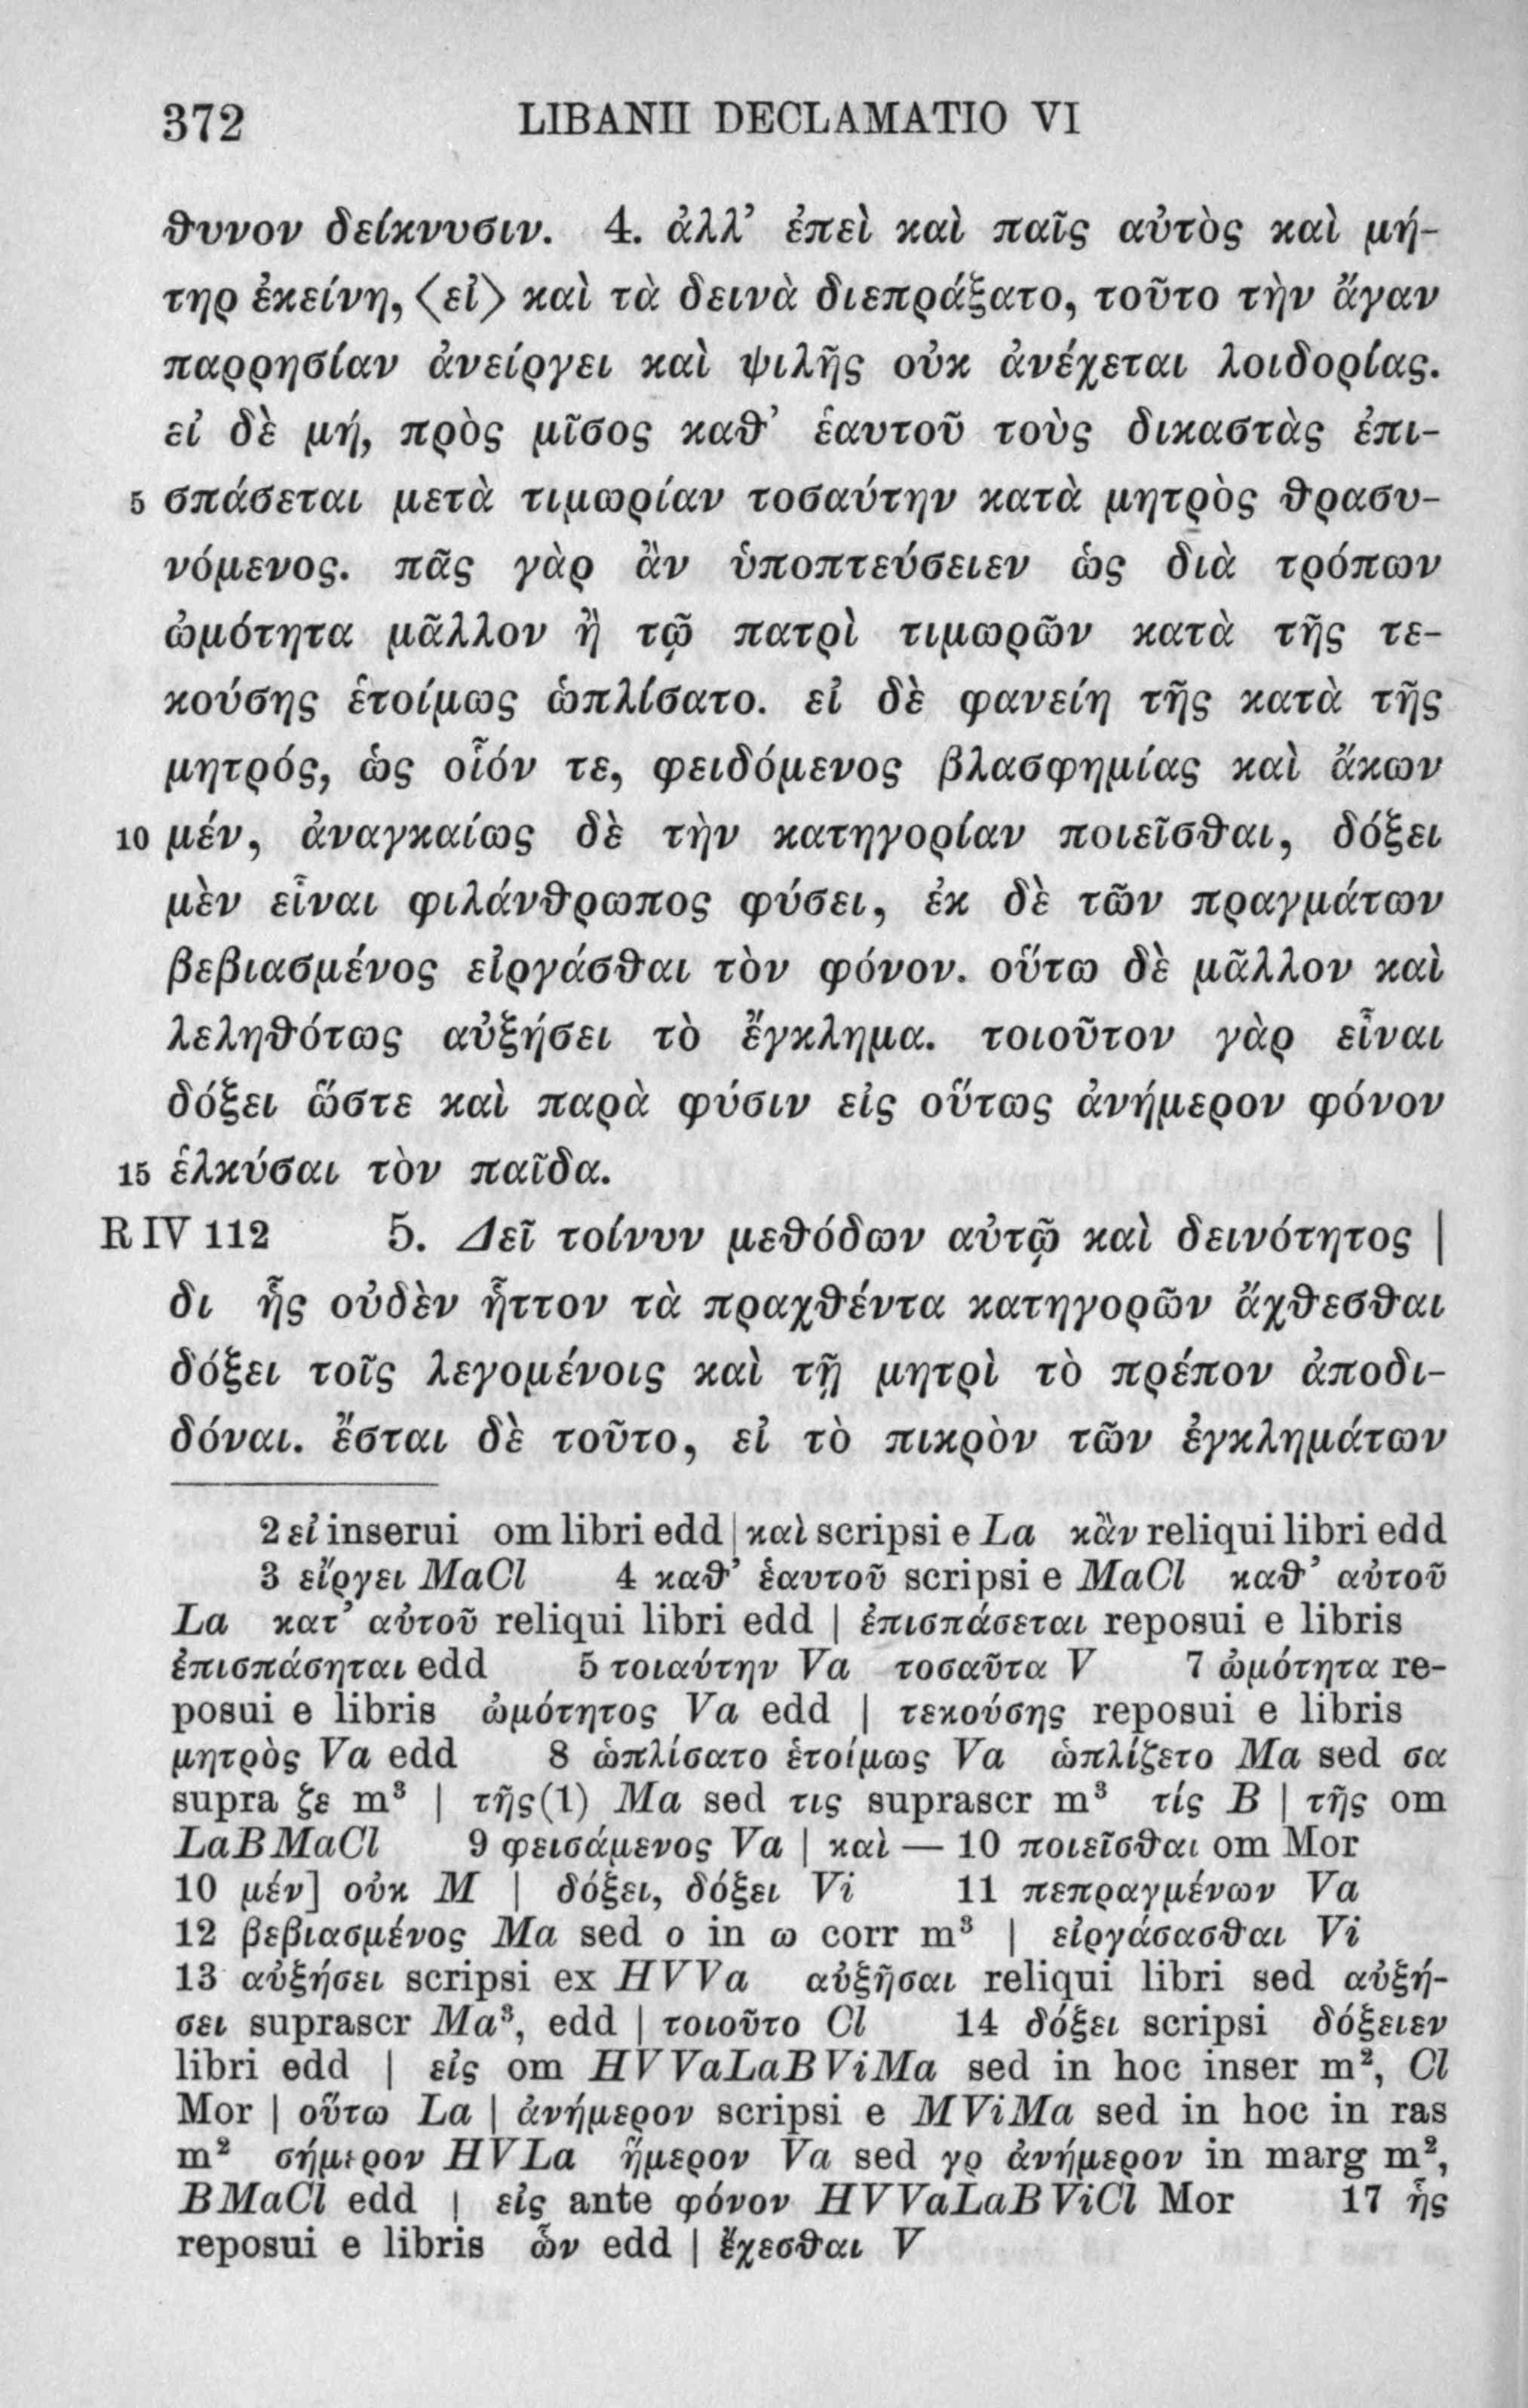 372 LIBANII DECLAMATIO VI
θυνον δείκνυσιν. 4. ἀλλ’ ἐπεὶ καὶ παῖς αὐτὸς καὶ μή-
τηρ ἐκείνη, ⟨εἰ⟩ καὶ τὰ δεινὰ διεπράξατο, τοῦτο τὴν ἄγαν
παρρησίαν ἀνείργει καὶ ψιλῆς οὐκ ἀνέχεται λοιδορίας.
εἰ δὲ μή, πρὸς μῖσος καθ’ ἑαυτοῦ τοὺς δικαστὰς ἐπι-
5 σπάσεται μετὰ τιμωρίαν τοσαύτην κατὰ μητρὸς θρασυ-
νόμενος. πᾶς γὰρ ἂν ὑποπτεύσειεν ὡς διὰ τρόπων
ὠμότητα μᾶλλον ἢ τῷ πατρὶ τιμωρῶν κατὰ τῆς τε-
κούσης ἑτοίμως ὡπλίσατο. εἰ δὲ φανείη τῆς κατὰ τῆς
μητρός, ὡς οἷόν τε, φειδόμενος βλασφημίας καὶ ἄκων
10 μέν, ἀναγκαίως δὲ τὴν κατηγορίαν ποιεῖσθαι, δόξει
μὲν εἶναι φιλάνθρωπος φύσει, ἐκ δὲ τῶν πραγμάτων
βεβιασμένος εἰργάσθαι τὸν φόνον. οὕτω δὲ μᾶλλον καὶ
λεληθότως αὐξήσει τὸ ἔγκλημα. τοιοῦτον γὰρ εἶναι
δόξει ὥστε καὶ παρὰ φύσιν εἰς οὕτως ἀνήμερον φόνον
15 ἑλκύσαι τὸν παῖδα.
R IV 112 5. Δεῖ τοίνυν μεθόδων αὐτῷ καὶ δεινότητος |
δι ἧς οὐδὲν ἧττον τὰ πραχθέντα κατηγορῶν ἄχθεσθαι
δόξει τοῖς λεγομένοις καὶ τῇ μητρὶ τὸ πρέπον ἀποδι-
δόναι. ἔσται δὲ τοῦτο, εἰ τὸ πικρὸν τῶν ἐγκλημάτων
2 εἰ inserui om libri edd | καὶ scripsi e La κἂν reliqui libri edd
3 εἴργει MaCl 4 καθ’ ἑαυτοῦ scripsi e MaCl καθ’ αὑτοῦ
La κατ’ αὐτοῦ reliqui libri edd | ἐπισπάσεται reposui e libris
ἐπισπάσηται edd 5 τοιαύτην Va τοσαῦτα V 7 ὠμότητα re-
posui e libris ὠμότητος Va edd | τεκούσης reposui e libris
μητρὸς Va edd 8 ὡπλίσατο ἑτοίμως Va ὡπλίζετο Ma sed σα
supra ζε m³ | τῆς(1) Ma sed τις suprascr m³ τίς B | τῆς om
LaBMaCl 9 φεισάμενος Va | καὶ — 10 ποιεῖσθαι om Mor
10 μέν] οὐκ M | δόξει, δόξει Vi 11 πεπραγμένων Va
12 βεβιασμένος Ma sed ο in ω corr m³ | εἰργάσασθαι Vi
13 αὐξήσει scripsi ex HVVa αὐξῆσαι reliqui libri sed αὐξή-
σει suprascr Ma³, edd | τοιοῦτο Cl 14 δόξει scripsi δόξειεν
libri edd | εἰς om HVVaLaBViMa sed in hoc inser m², Cl
Mor | οὕτω La | ἀνήμερον scripsi e MViMa sed in hoc in ras
m² σήμερον HVLa ἥμερον Va sed γρ ἀνήμερον in marg m²,
BMaCl edd | εἰς ante φόνον HVVaLaBViCl Mor 17 ἧς
reposui e libris ὧν edd | ἔχεσθαι V